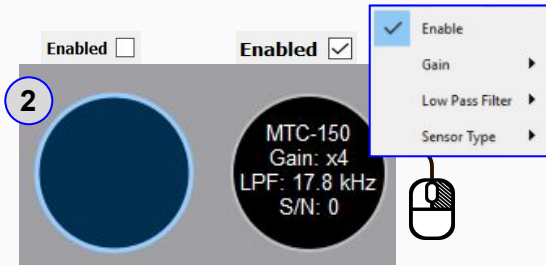 Enabled
Enabled
2
MTC-150
Gain: x4
LPF: 17.8 kHz
S/N: 0
Enable
Gain
Low Pass Filter
Sensor Type